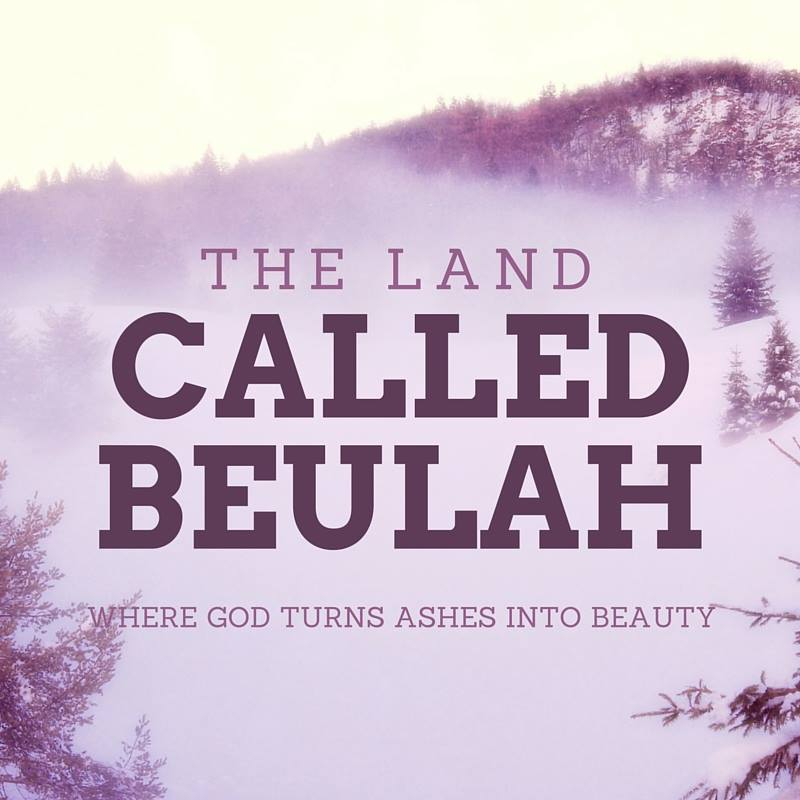 THE LAND
CALLED
BEULAH
WHERE GOD TURNS ASHES INTO BEAUTY